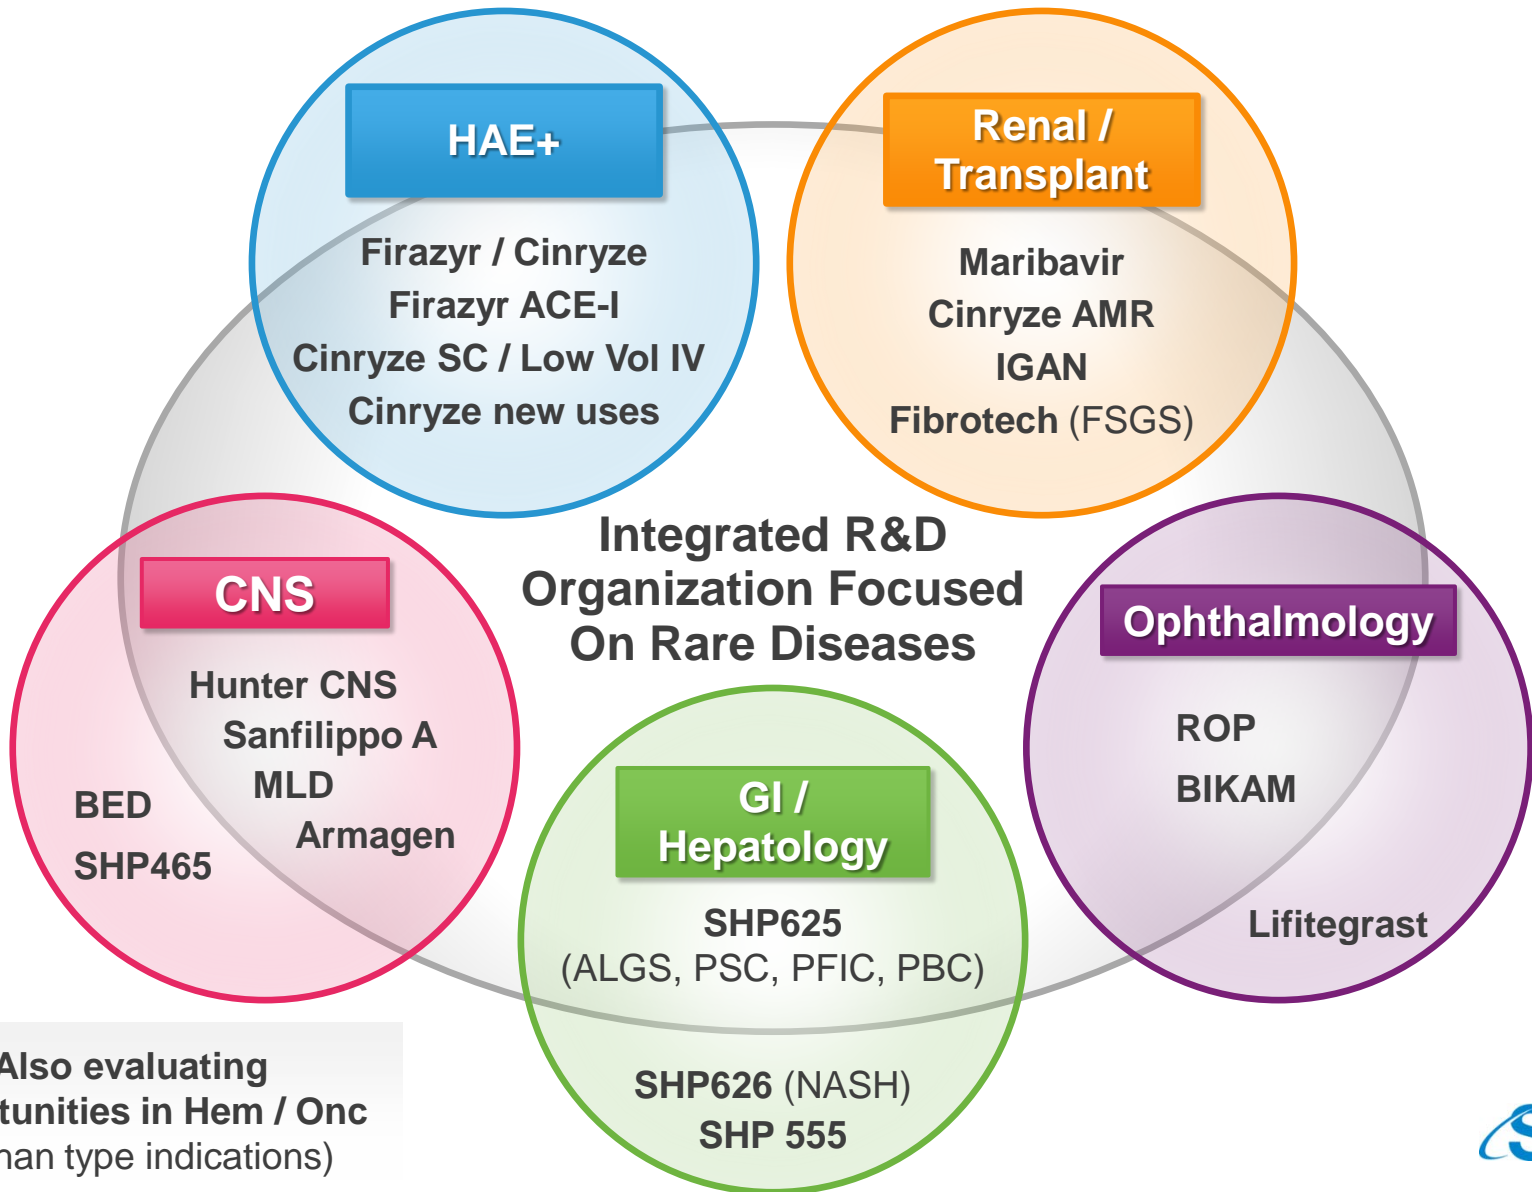 HAE+
Firazyr / Cinryze
Firazyr ACE-I
Cinryze SC / Low Vol IV
Cinryze new uses
Renal /
Transplant
Maribavir
Cinryze AMR
IGAN
Fibrotech (FSGS)
Integrated R&D
Organization Focused
On Rare Diseases
CNS
Hunter CNS
Sanfilippo A
MLD
Armagen
BED
SHP465
Ophthalmology
ROP
BIKAM
Lifitegrast
GI /
Hepatology
SHP625
(ALGS, PSC, PFIC, PBC)
SHP626 (NASH)
SHP 555
Also evaluating
tunities in Hem / Onc
nan type indications)
S